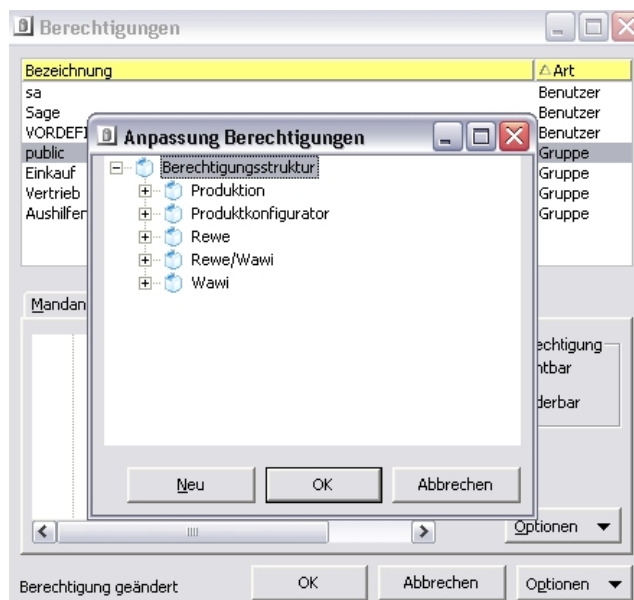 Berechtigungen
Bezeichnung Art
sa Benutzer
Sage Benutzer
VORDEFI Benutzer
public Gruppe
Einkauf Gruppe
Vertrieb Gruppe
Aushilfen Gruppe
Anpassung Berechtigungen
Berechtigungsstruktur
Produktion
Produktkonfigurator
Rewe
Rewe/Wawi
Wawi
Neu OK Abbrechen
Mandan
echtigung
htbar
derbar
Optionen
Berechtigung geändert OK Abbrechen Optionen